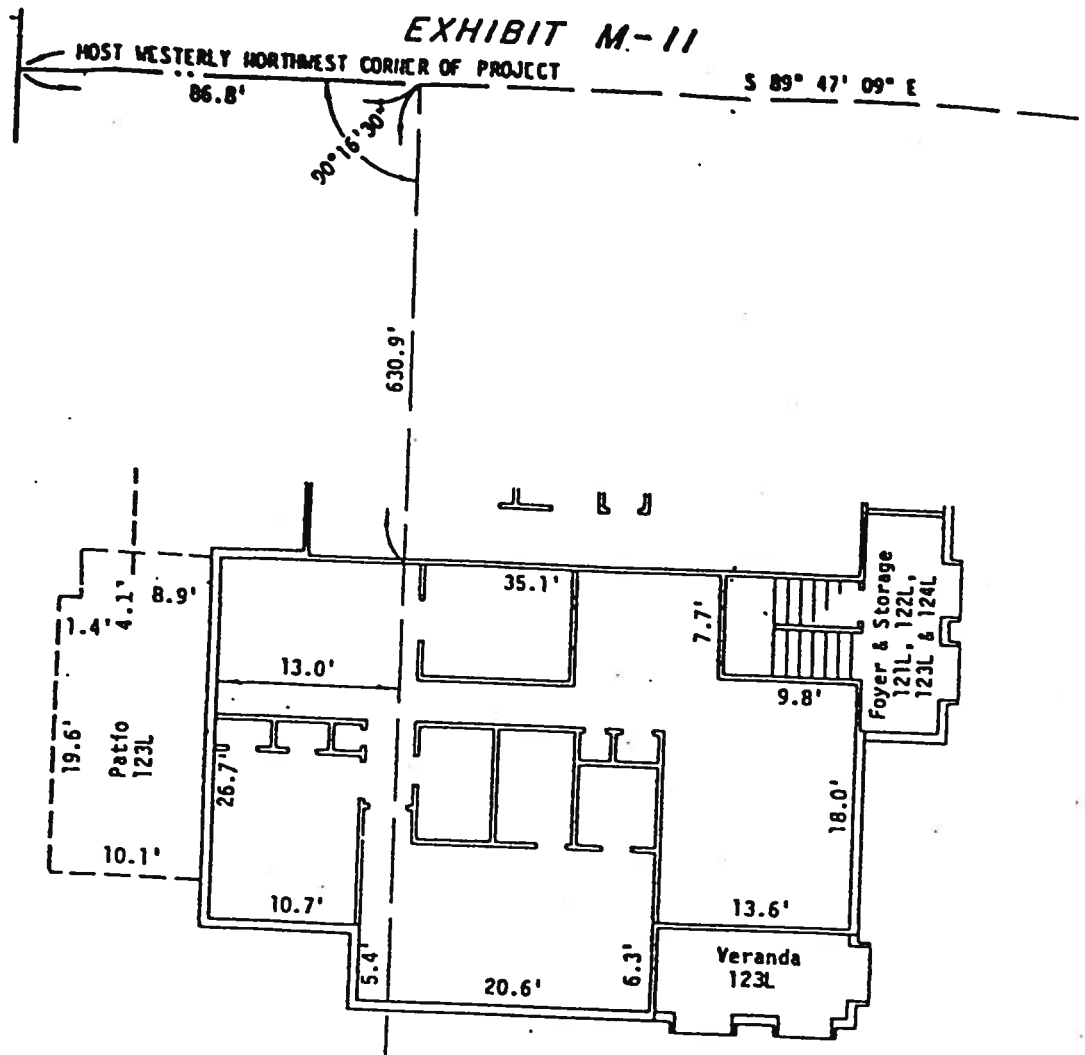 EXHIBIT M-11
MOST WESTERLY NORTHWEST CORNER OF PROJECT
86.8'
S 89° 47' 09" E
90°16'30"
630.9'
35.1'
8.9'
4.1'
1.4'
13.0'
7.7'
9.8'
Foyer & Storage
121L, 122L,
123L & 124L
19.6'
Patio
123L
26.7'
18.0'
10.1'
10.7'
13.6'
5.4'
20.6'
6.3'
Veranda
123L